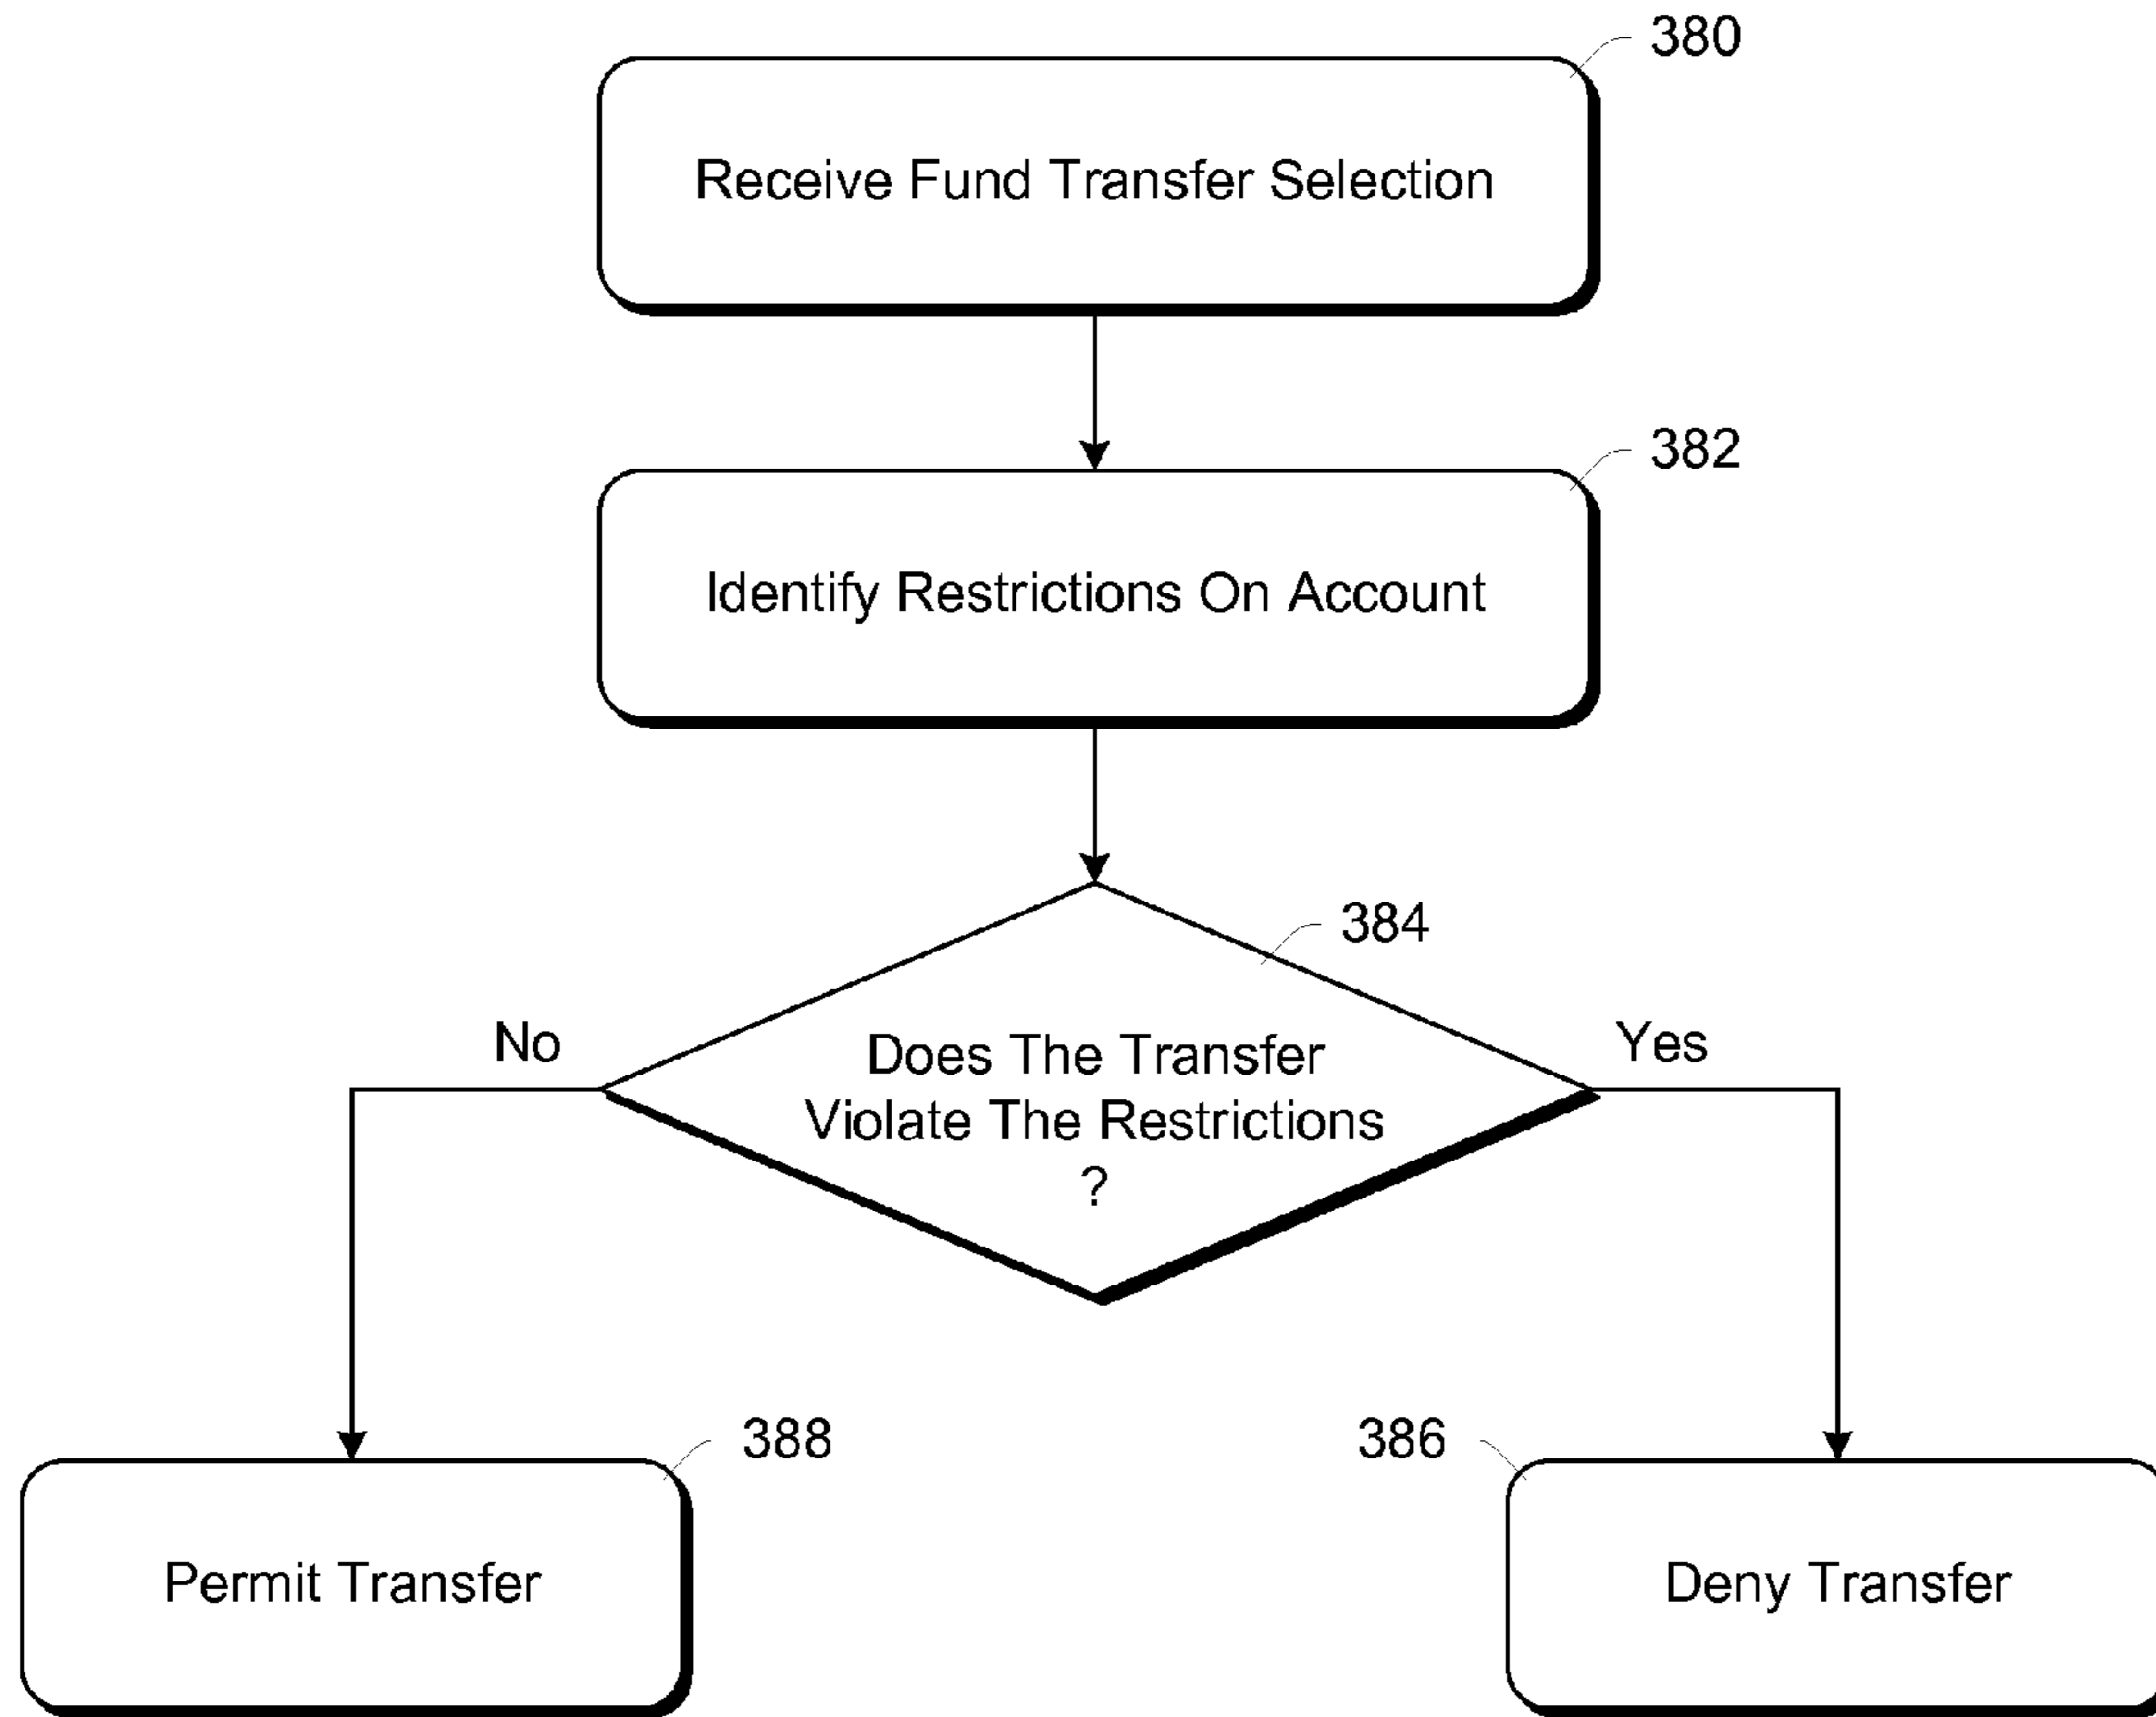 380
Receive Fund Transfer Selection
382
Identify Restrictions On Account
384
No
Yes
Does The Transfer
Violate The Restrictions
?
388
386
Permit Transfer
Deny Transfer